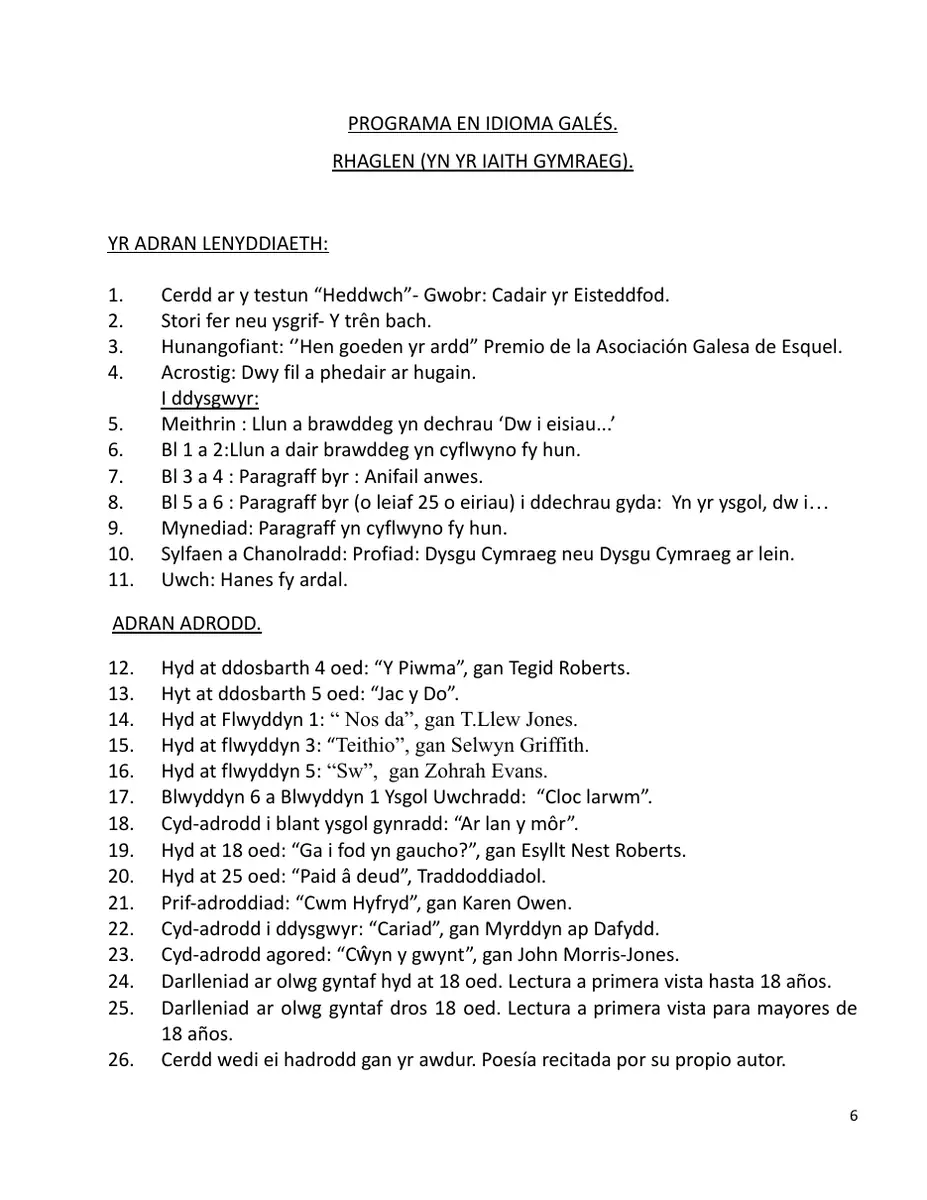 PROGRAMA EN IDIOMA GALÉS.
RHAGLEN (YN YR IAITH GYMRAEG).
YR ADRAN LENYDDIAETH:
1. Cerdd ar y testun “Heddwch”- Gwobr: Cadair yr Eisteddfod.
2. Stori fer neu ysgrif- Y trên bach.
3. Hunangofiant: ‘’Hen goeden yr ardd” Premio de la Asociación Galesa de Esquel.
4. Acrostig: Dwy fil a phedair ar hugain.
I ddysgwyr:
5. Meithrin : Llun a brawddeg yn dechrau ‘Dw i eisiau...’
6. Bl 1 a 2:Llun a dair brawddeg yn cyflwyno fy hun.
7. Bl 3 a 4 : Paragraff byr : Anifail anwes.
8. Bl 5 a 6 : Paragraff byr (o leiaf 25 o eiriau) i ddechrau gyda:  Yn yr ysgol, dw i…
9. Mynediad: Paragraff yn cyflwyno fy hun.
10. Sylfaen a Chanolradd: Profiad: Dysgu Cymraeg neu Dysgu Cymraeg ar lein.
11. Uwch: Hanes fy ardal.
ADRAN ADRODD.
12. Hyd at ddosbarth 4 oed: “Y Piwma”, gan Tegid Roberts.
13. Hyt at ddosbarth 5 oed: “Jac y Do”.
14. Hyd at Flwyddyn 1: “ Nos da”, gan T.Llew Jones.
15. Hyd at flwyddyn 3: “Teithio”, gan Selwyn Griffith.
16. Hyd at flwyddyn 5: “Sw”,  gan Zohrah Evans.
17. Blwyddyn 6 a Blwyddyn 1 Ysgol Uwchradd:  “Cloc larwm”.
18. Cyd-adrodd i blant ysgol gynradd: “Ar lan y môr”.
19. Hyd at 18 oed: “Ga i fod yn gaucho?”, gan Esyllt Nest Roberts.
20. Hyd at 25 oed: “Paid â deud”, Traddoddiadol.
21. Prif-adroddiad: “Cwm Hyfryd”, gan Karen Owen.
22. Cyd-adrodd i ddysgwyr: “Cariad”, gan Myrddyn ap Dafydd.
23. Cyd-adrodd agored: “Cŵyn y gwynt”, gan John Morris-Jones.
24. Darlleniad ar olwg gyntaf hyd at 18 oed. Lectura a primera vista hasta 18 años.
25. Darlleniad ar olwg gyntaf dros 18 oed. Lectura a primera vista para mayores de
18 años.
26. Cerdd wedi ei hadrodd gan yr awdur. Poesía recitada por su propio autor.
6